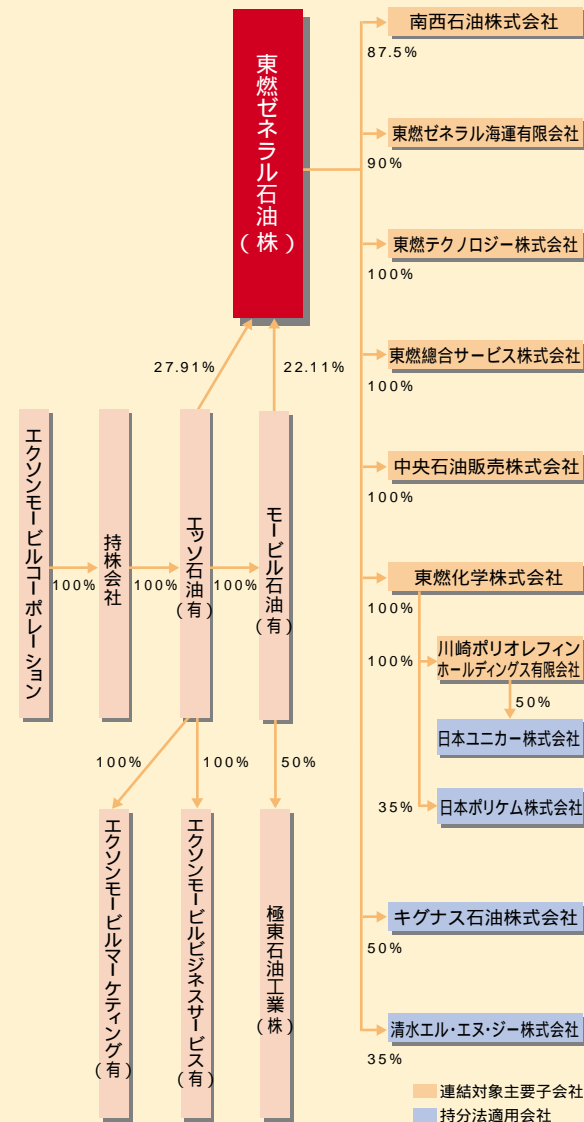 東燃ゼネラル石油(株)
27.91%
22.11%
エクソンモービルコーポレーション
100%
持株会社
100%
エッソ石油(有)
100%
モービル石油(有)
100%
100%
50%
エクソンモービルマーケティング(有)
エクソンモービルビジネスサービス(有)
極東石油工業(株)
南西石油株式会社
87.5%
東燃ゼネラル海運有限会社
90%
東燃テクノロジー株式会社
100%
東燃總合サービス株式会社
100%
中央石油販売株式会社
100%
東燃化学株式会社
100%
100%
川崎ポリオレフィン
ホールディングス有限会社
50%
日本ユニカー株式会社
35%
日本ポリケム株式会社
キグナス石油株式会社
50%
清水エル・エヌ・ジー株式会社
35%
連結対象主要子会社
持分法適用会社